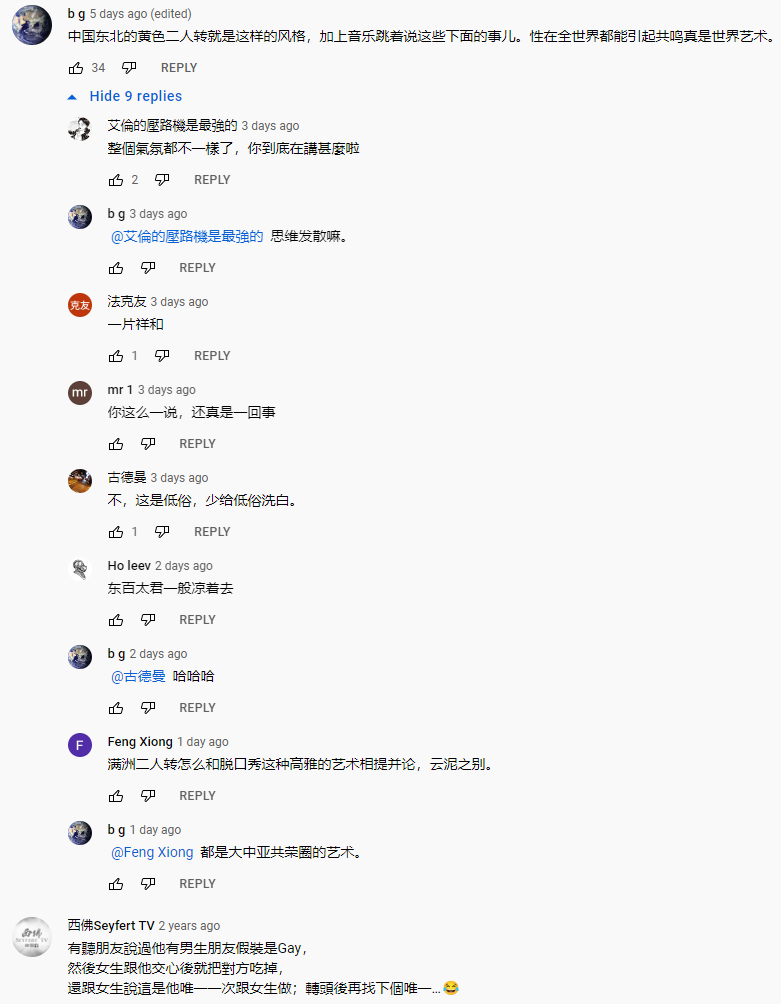 b g 5 days ago (edited)
中国东北的黄色二人转就是这样的风格，加上音乐跳着说这些下面的事儿。性在全世界都能引起共鸣真是世界艺术。
34 REPLY
Hide 9 replies
艾倫的壓路機是最強的 3 days ago
整個氣氛都不一樣了，你到底在講甚麼啦
2 REPLY
b g 3 days ago
@艾倫的壓路機是最強的 思维发散嘛。
REPLY
克友 法克友 3 days ago
一片祥和
1 REPLY
mr mr 1 3 days ago
你这么一说，还真是一回事
REPLY
古德曼 3 days ago
不，这是低俗，少给低俗洗白。
1 REPLY
Ho leev 2 days ago
东百太君一般凉着去
REPLY
b g 2 days ago
@古德曼 哈哈哈
REPLY
F Feng Xiong 1 day ago
满洲二人转怎么和脱口秀这种高雅的艺术相提并论，云泥之别。
REPLY
b g 1 day ago
@Feng Xiong 都是大中亚共荣圈的艺术。
REPLY
西佛Seyfert TV 2 years ago
有聽朋友說過他有男生朋友假裝是Gay，
然後女生跟他交心後就把對方吃掉，
還跟女生說這是他唯一一次跟女生做；轉頭後再找下個唯一...😂